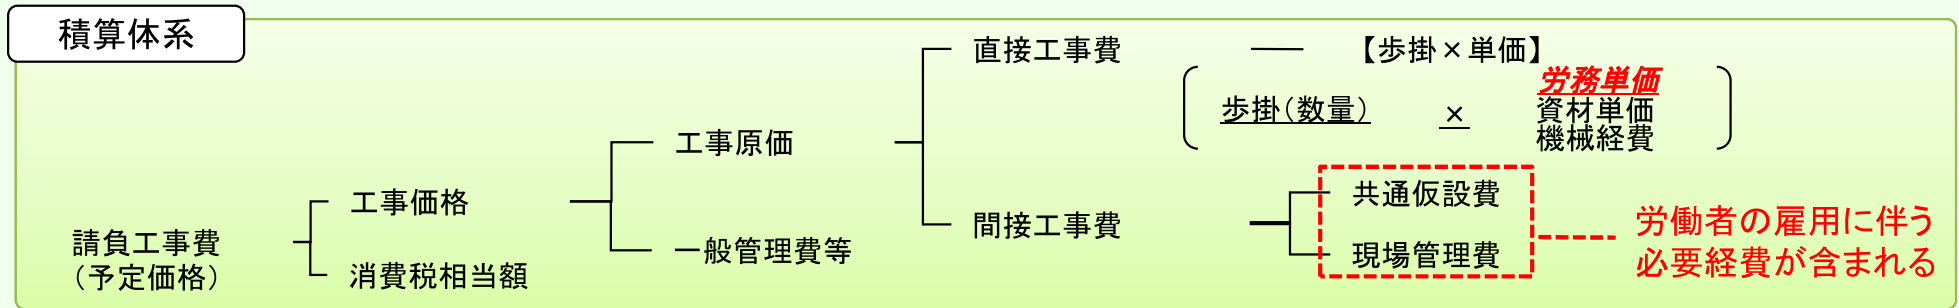 積算体系
直接工事費
【歩掛×単価】
歩掛(数量)
×
労務単価
資材単価
機械経費
工事原価
共通仮設費
工事価格
間接工事費
労働者の雇用に伴う
必要経費が含まれる
請負工事費
(予定価格)
一般管理費等
現場管理費
消費税相当額